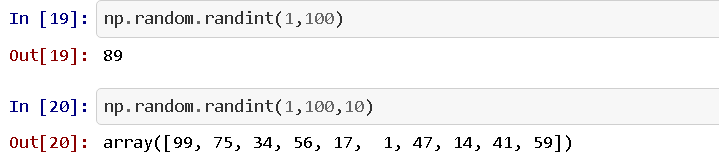 In [19]: np.random.randint(1,100)
Out[19]: 89
In [20]: np.random.randint(1,100,10)
Out[20]: array([99, 75, 34, 56, 17,  1, 47, 14, 41, 59])